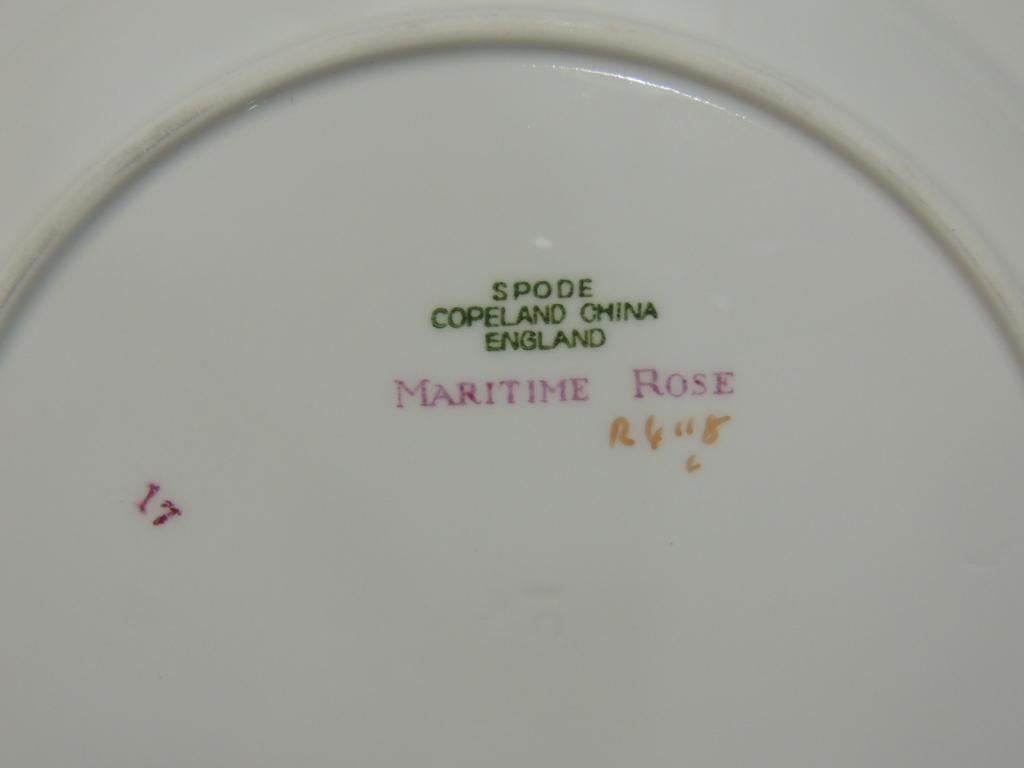 SPODE
COPELAND CHINA
ENGLAND
MARITIME ROSE
R4118
17